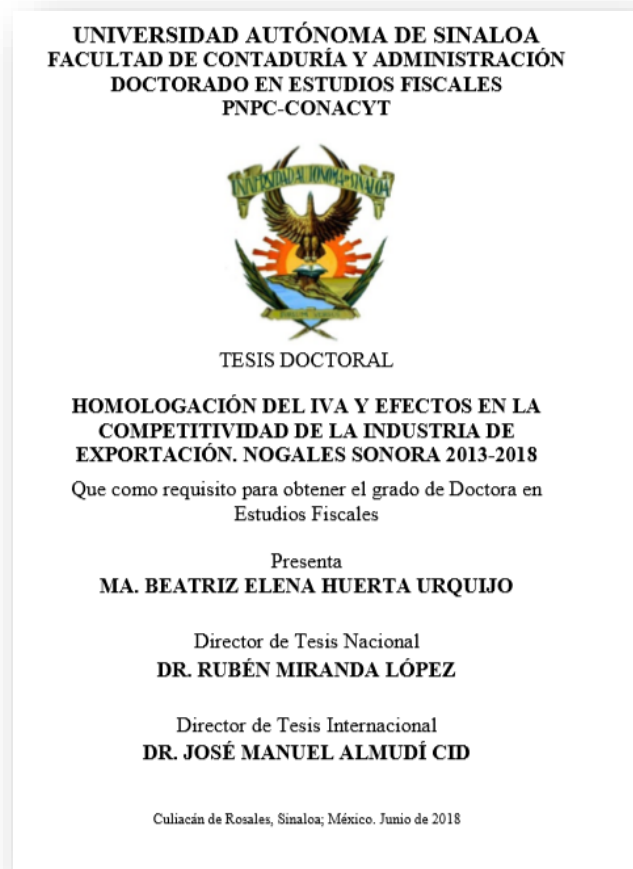 UNIVERSIDAD AUTÓNOMA DE SINALOA
FACULTAD DE CONTADURÍA Y ADMINISTRACIÓN
DOCTORADO EN ESTUDIOS FISCALES
PNPC-CONACYT
UNIVERSIDAD AUTONOMA DE SINALOA
TESIS DOCTORAL
HOMOLOGACIÓN DEL IVA Y EFECTOS EN LA
COMPETITIVIDAD DE LA INDUSTRIA DE
EXPORTACIÓN. NOGALES SONORA 2013-2018
Que como requisito para obtener el grado de Doctora en
Estudios Fiscales
Presenta
MA. BEATRIZ ELENA HUERTA URQUIJO
Director de Tesis Nacional
DR. RUBÉN MIRANDA LÓPEZ
Director de Tesis Internacional
DR. JOSÉ MANUEL ALMUDÍ CID
Culiacán de Rosales, Sinaloa; México. Junio de 2018